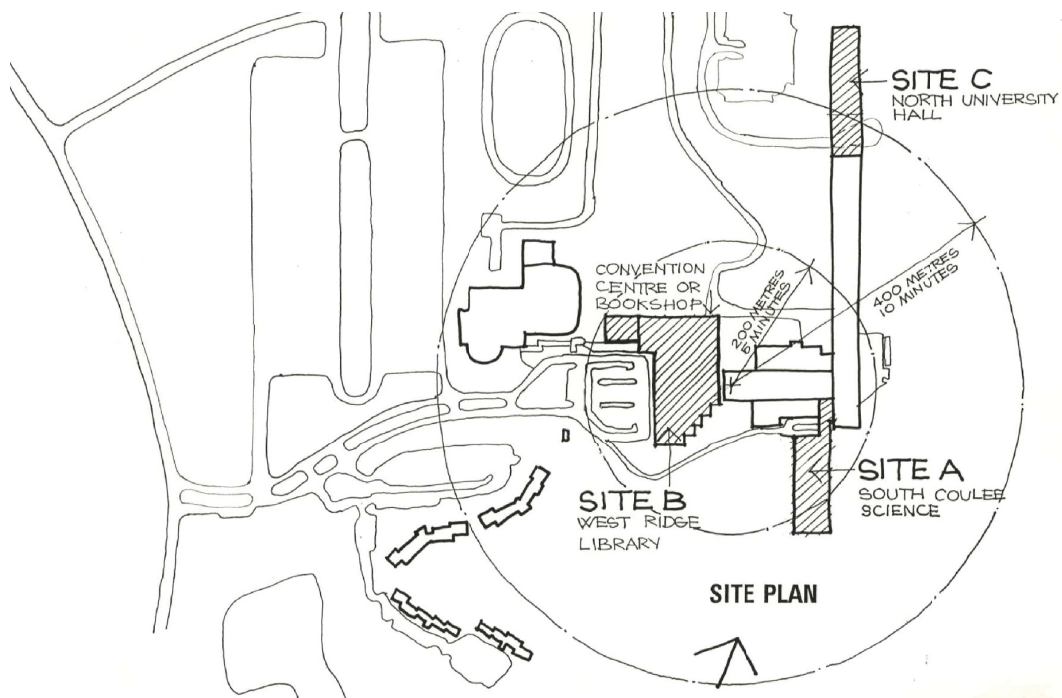 SITE C
NORTH UNIVERSITY
HALL
CONVENTION
CENTRE OR
BOOKSHOP
200 METRES
5 MINUTES
400 METRES
10 MINUTES
SITE A
SOUTH COULEE
SCIENCE
SITE B
WEST RIDGE
LIBRARY
SITE PLAN